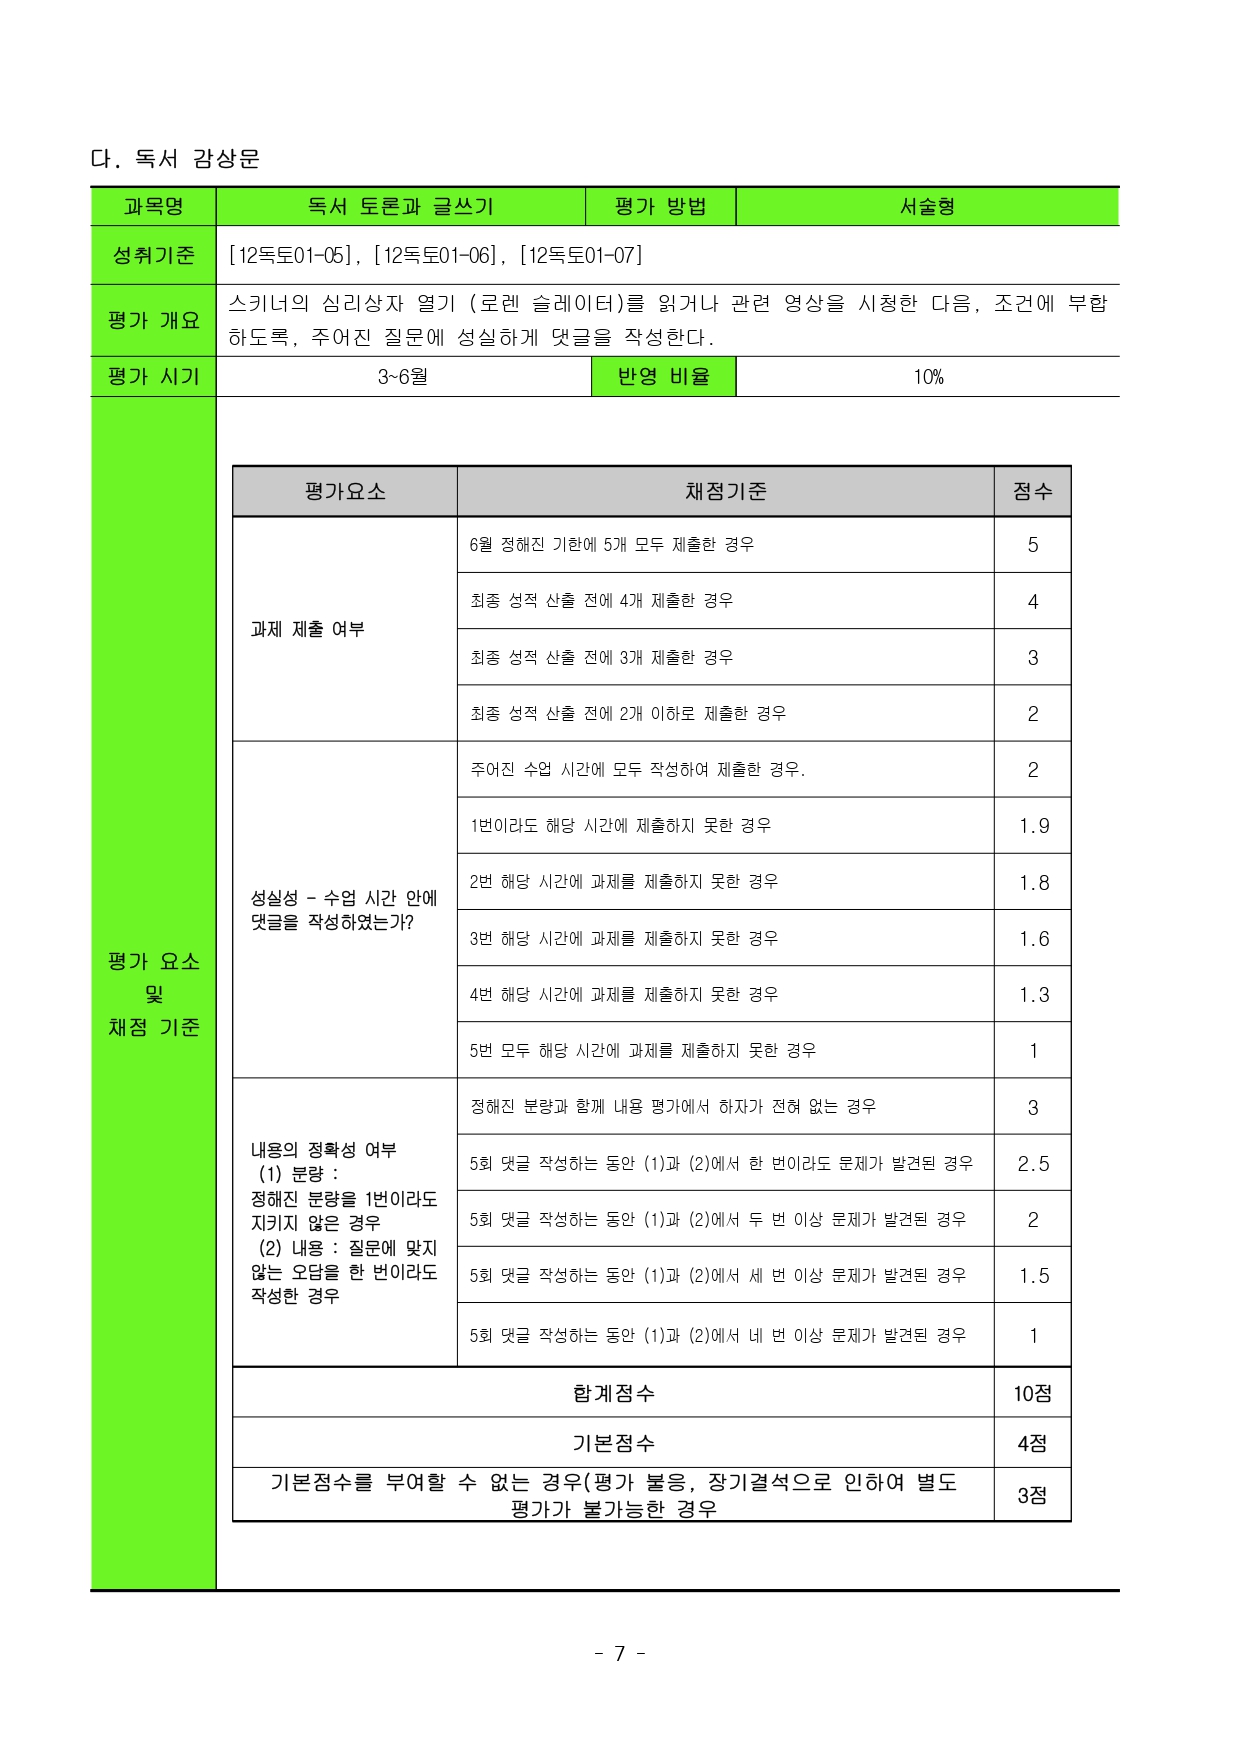 다. 독서 감상문
과목명 독서 토론과 글쓰기 평가 방법 서술형
성취기준 [12독토01-05], [12독토01-06], [12독토01-07]
평가 개요
스키너의 심리상자 열기 (로렌 슬레이터)를 읽거나 관련 영상을 시청한 다음, 조건에 부합
하도록, 주어진 질문에 성실하게 댓글을 작성한다.
평가 시기 3~6월 반영 비율 10%
평가 요소
및
채점 기준
평가요소 채점기준 점수
과제 제출 여부
6월 정해진 기한에 5개 모두 제출한 경우 5
최종 성적 산출 전에 4개 제출한 경우 4
최종 성적 산출 전에 3개 제출한 경우 3
최종 성적 산출 전에 2개 이하로 제출한 경우 2
성실성 - 수업 시간 안에
댓글을 작성하였는가?
주어진 수업 시간에 모두 작성하여 제출한 경우. 2
1번이라도 해당 시간에 제출하지 못한 경우 1.9
2번 해당 시간에 과제를 제출하지 못한 경우 1.8
3번 해당 시간에 과제를 제출하지 못한 경우 1.6
4번 해당 시간에 과제를 제출하지 못한 경우 1.3
5번 모두 해당 시간에 과제를 제출하지 못한 경우 1
내용의 정확성 여부
(1) 분량 :
정해진 분량을 1번이라도
지키지 않은 경우
(2) 내용 : 질문에 맞지
않는 오답을 한 번이라도
작성한 경우
정해진 분량과 함께 내용 평가에서 하자가 전혀 없는 경우 3
5회 댓글 작성하는 동안 (1)과 (2)에서 한 번이라도 문제가 발견된 경우 2.5
5회 댓글 작성하는 동안 (1)과 (2)에서 두 번 이상 문제가 발견된 경우 2
5회 댓글 작성하는 동안 (1)과 (2)에서 세 번 이상 문제가 발견된 경우 1.5
5회 댓글 작성하는 동안 (1)과 (2)에서 네 번 이상 문제가 발견된 경우 1
합계점수 10점
기본점수 4점
기본점수를 부여할 수 없는 경우(평가 불응, 장기결석으로 인하여 별도
평가가 불가능한 경우 3점
- 7 -